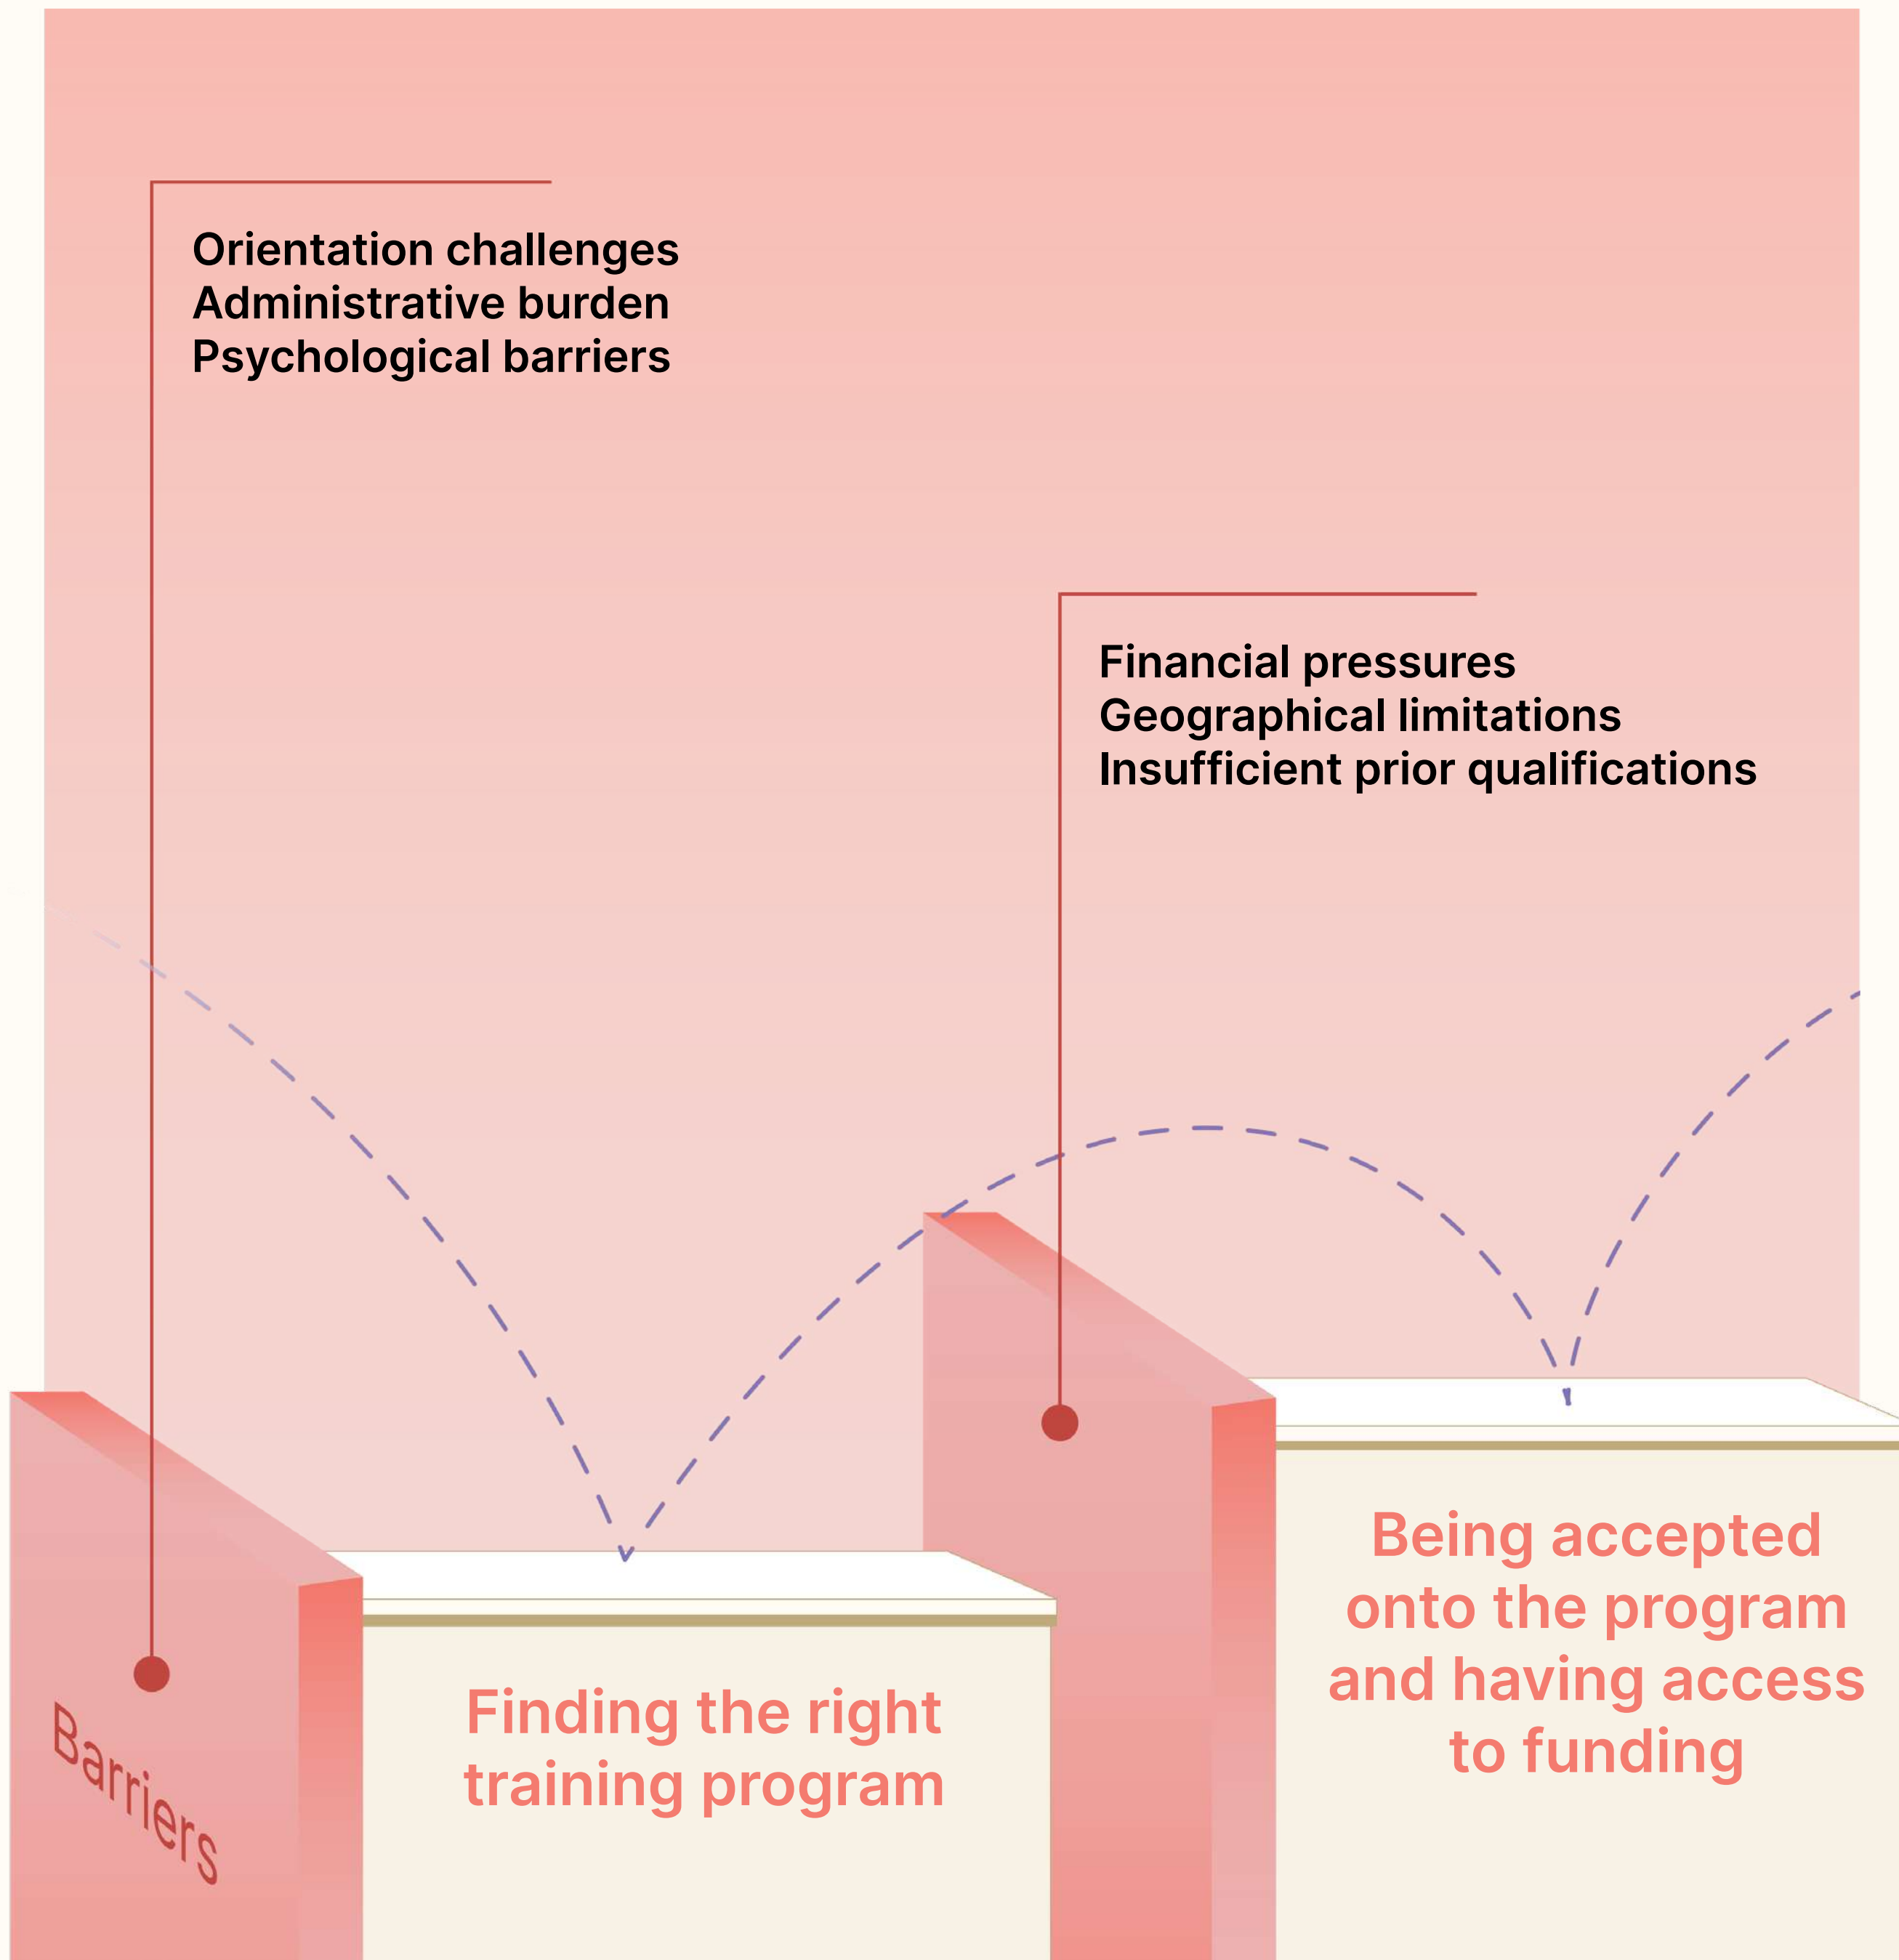 Orientation challenges
Administrative burden
Psychological barriers
Financial pressures
Geographical limitations
Insufficient prior qualifications
Barriers
Finding the right
training program
Being accepted
onto the program
and having access
to funding